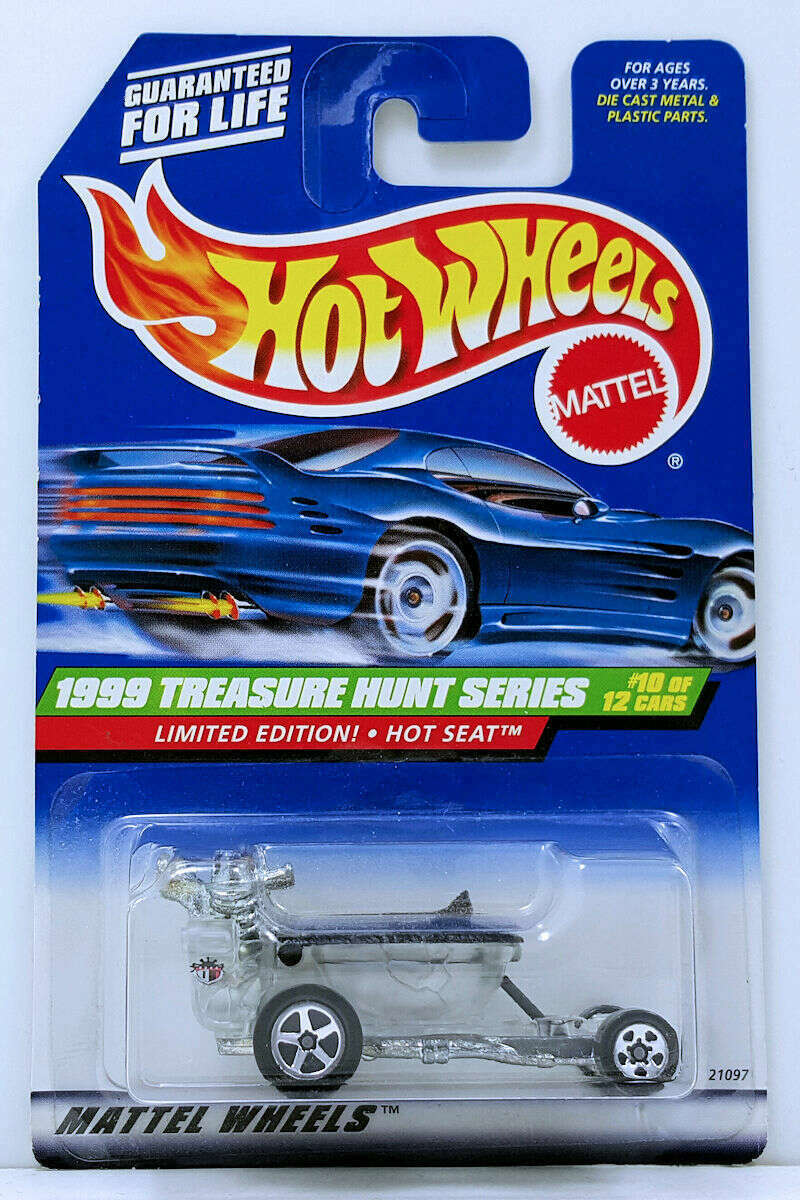 GUARANTEED
FOR LIFE
FOR AGES
OVER 3 YEARS.
DIE CAST METAL &
PLASTIC PARTS.
HOT WHEELS
MATTEL
®
1999 TREASURE HUNT SERIES
#10 OF
12 CARS
LIMITED EDITION! • HOT SEAT™
21097
MATTEL WHEELS™